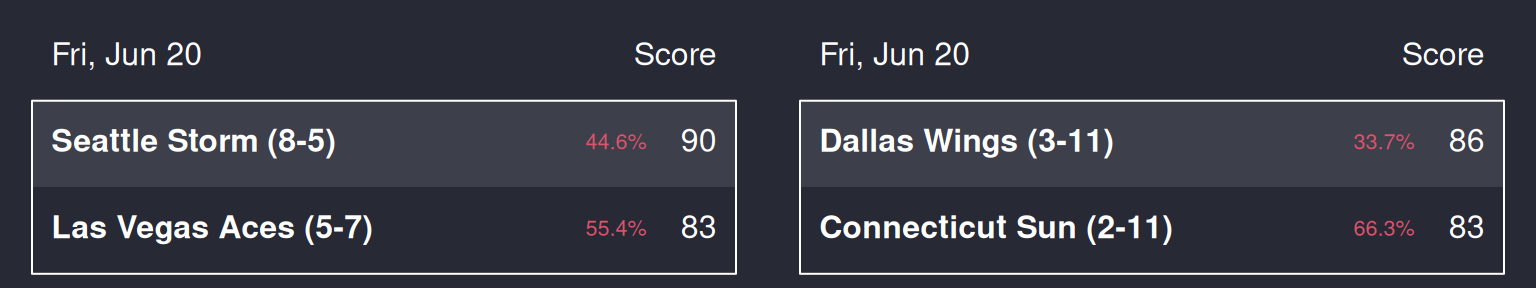 Fri, Jun 20 Score
Seattle Storm (8-5) 44.6% 90
Las Vegas Aces (5-7) 55.4% 83
Fri, Jun 20 Score
Dallas Wings (3-11) 33.7% 86
Connecticut Sun (2-11) 66.3% 83